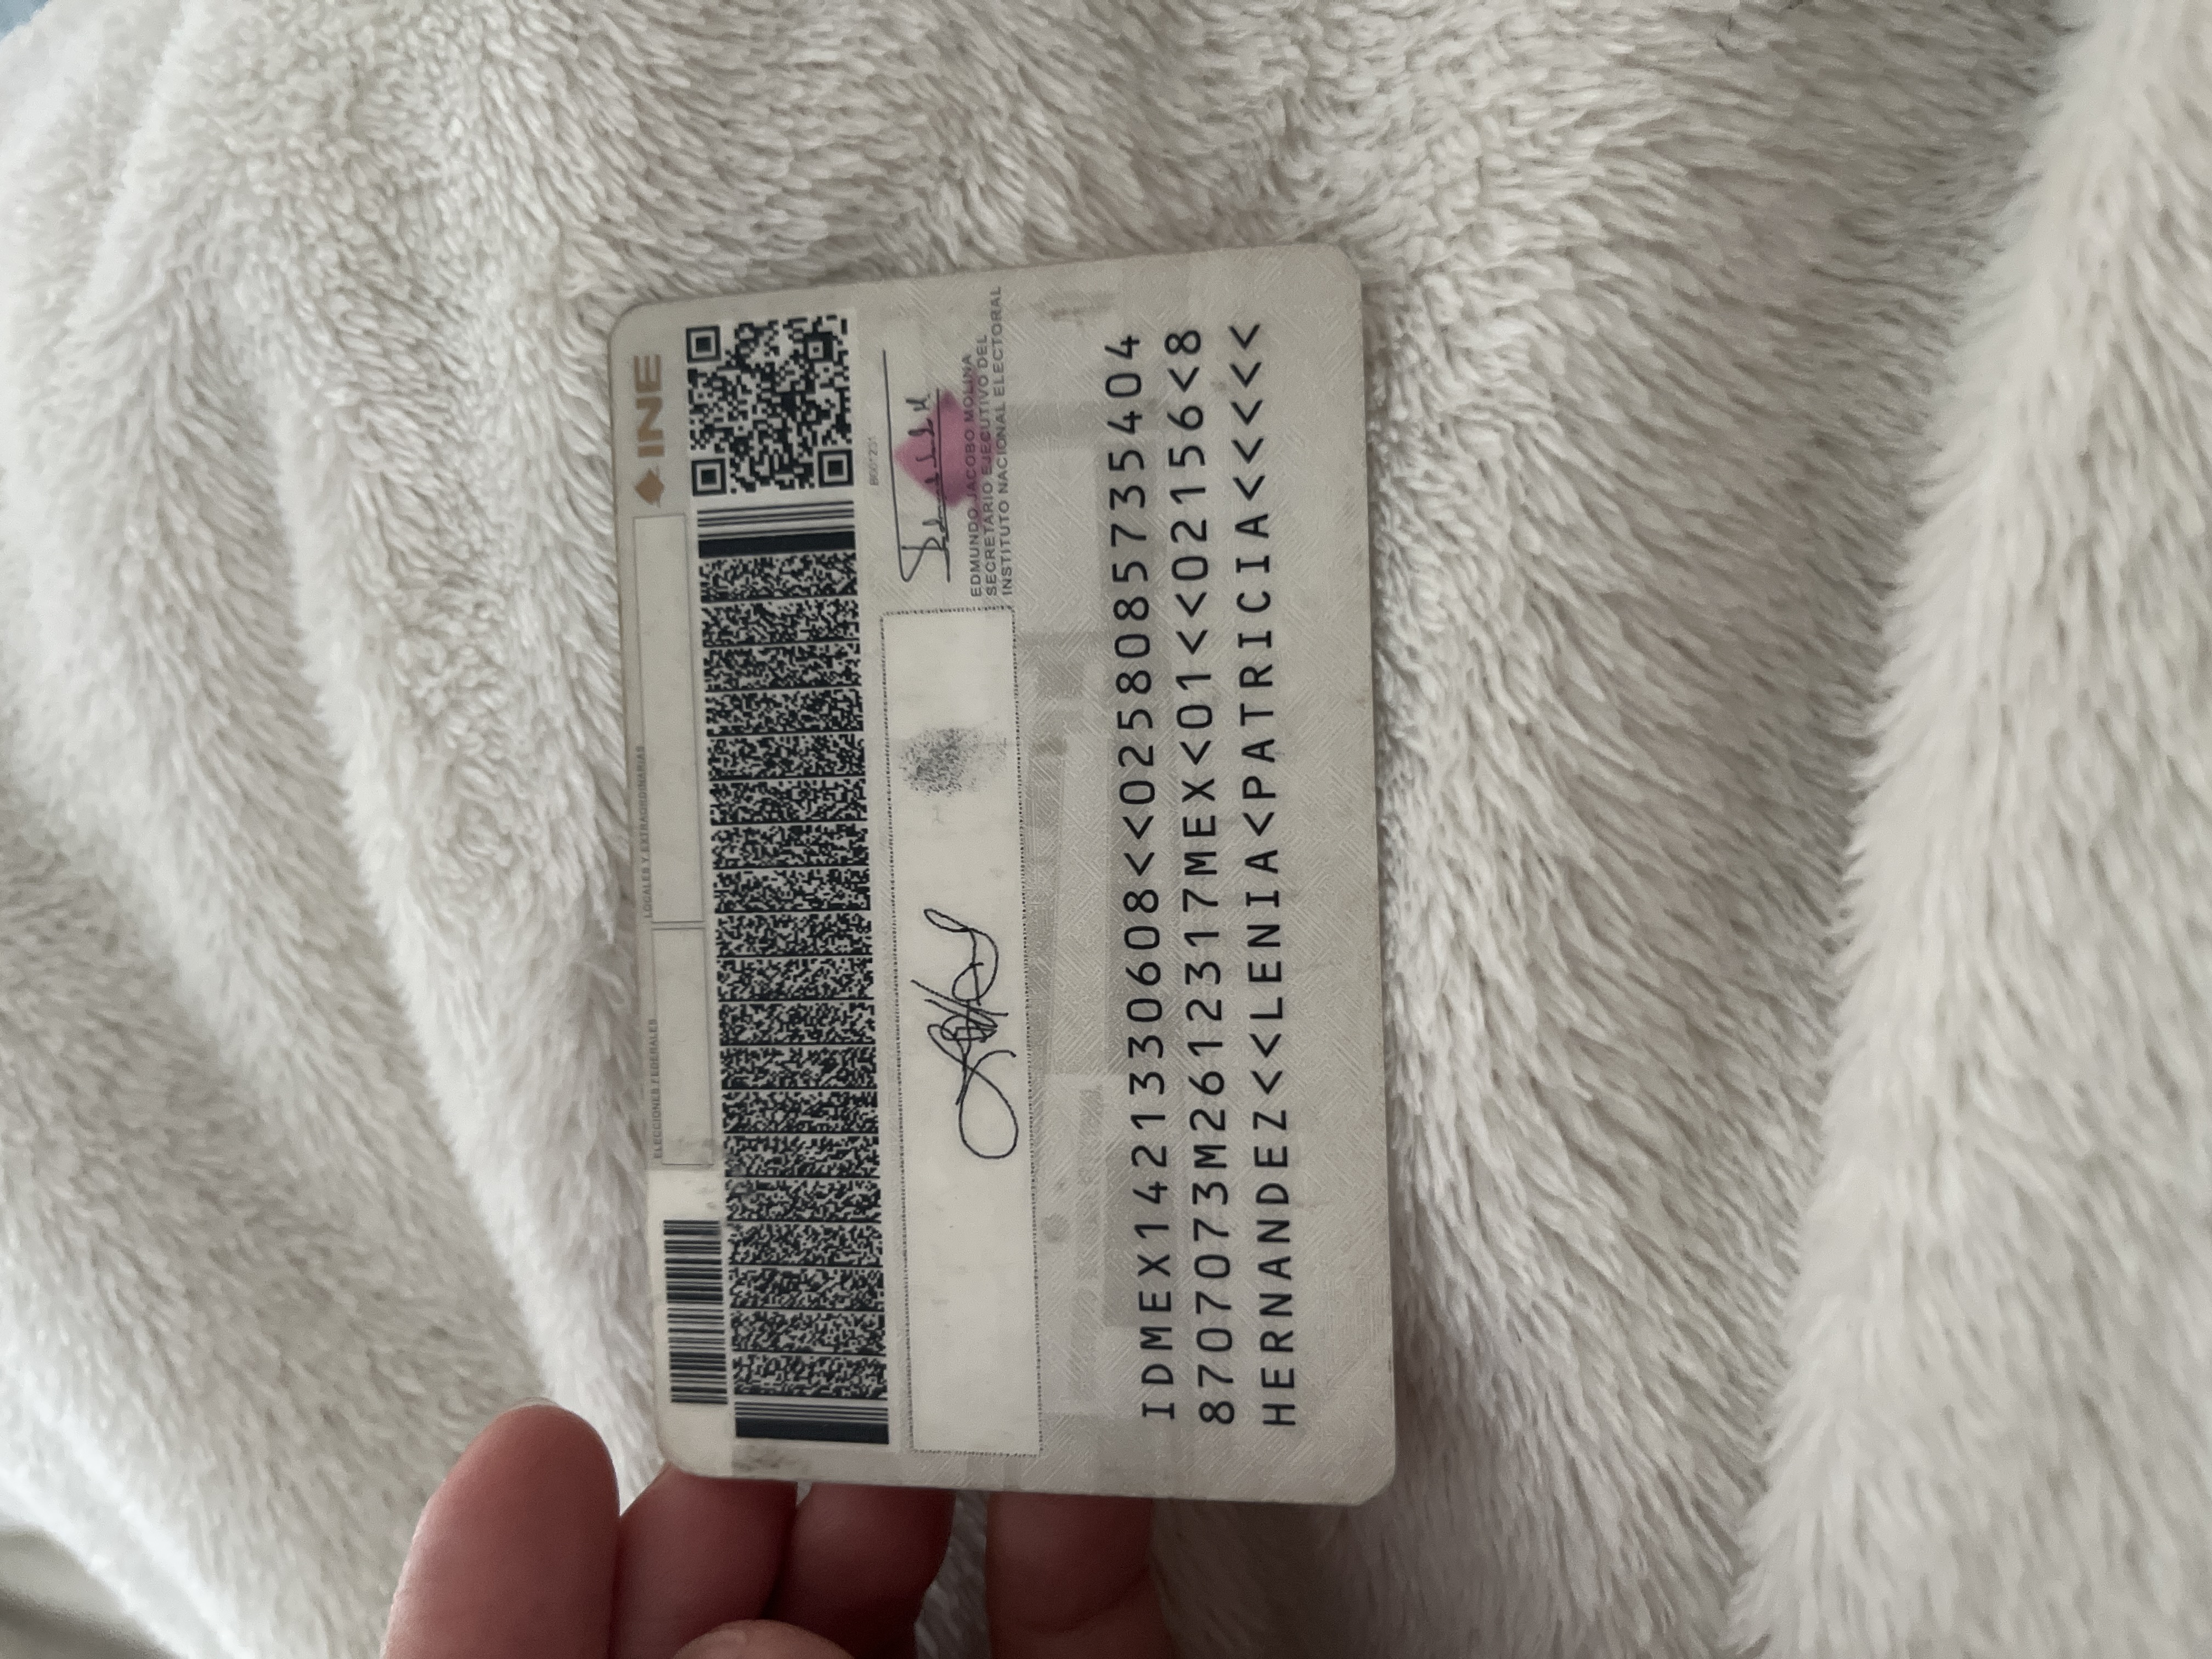 ELECCIONES FEDERALES
LOCALES Y EXTRAORDINARIAS
INE
EDMUNDO JACOBO MOLINA
SECRETARIO EJECUTIVO DEL
INSTITUTO NACIONAL ELECTORAL
IDMEX1421330608<<0258085735404
8707073M2612317MEX<01<<02156<8
HERNANDEZ<<LENIA<PATRICIA<<<<<